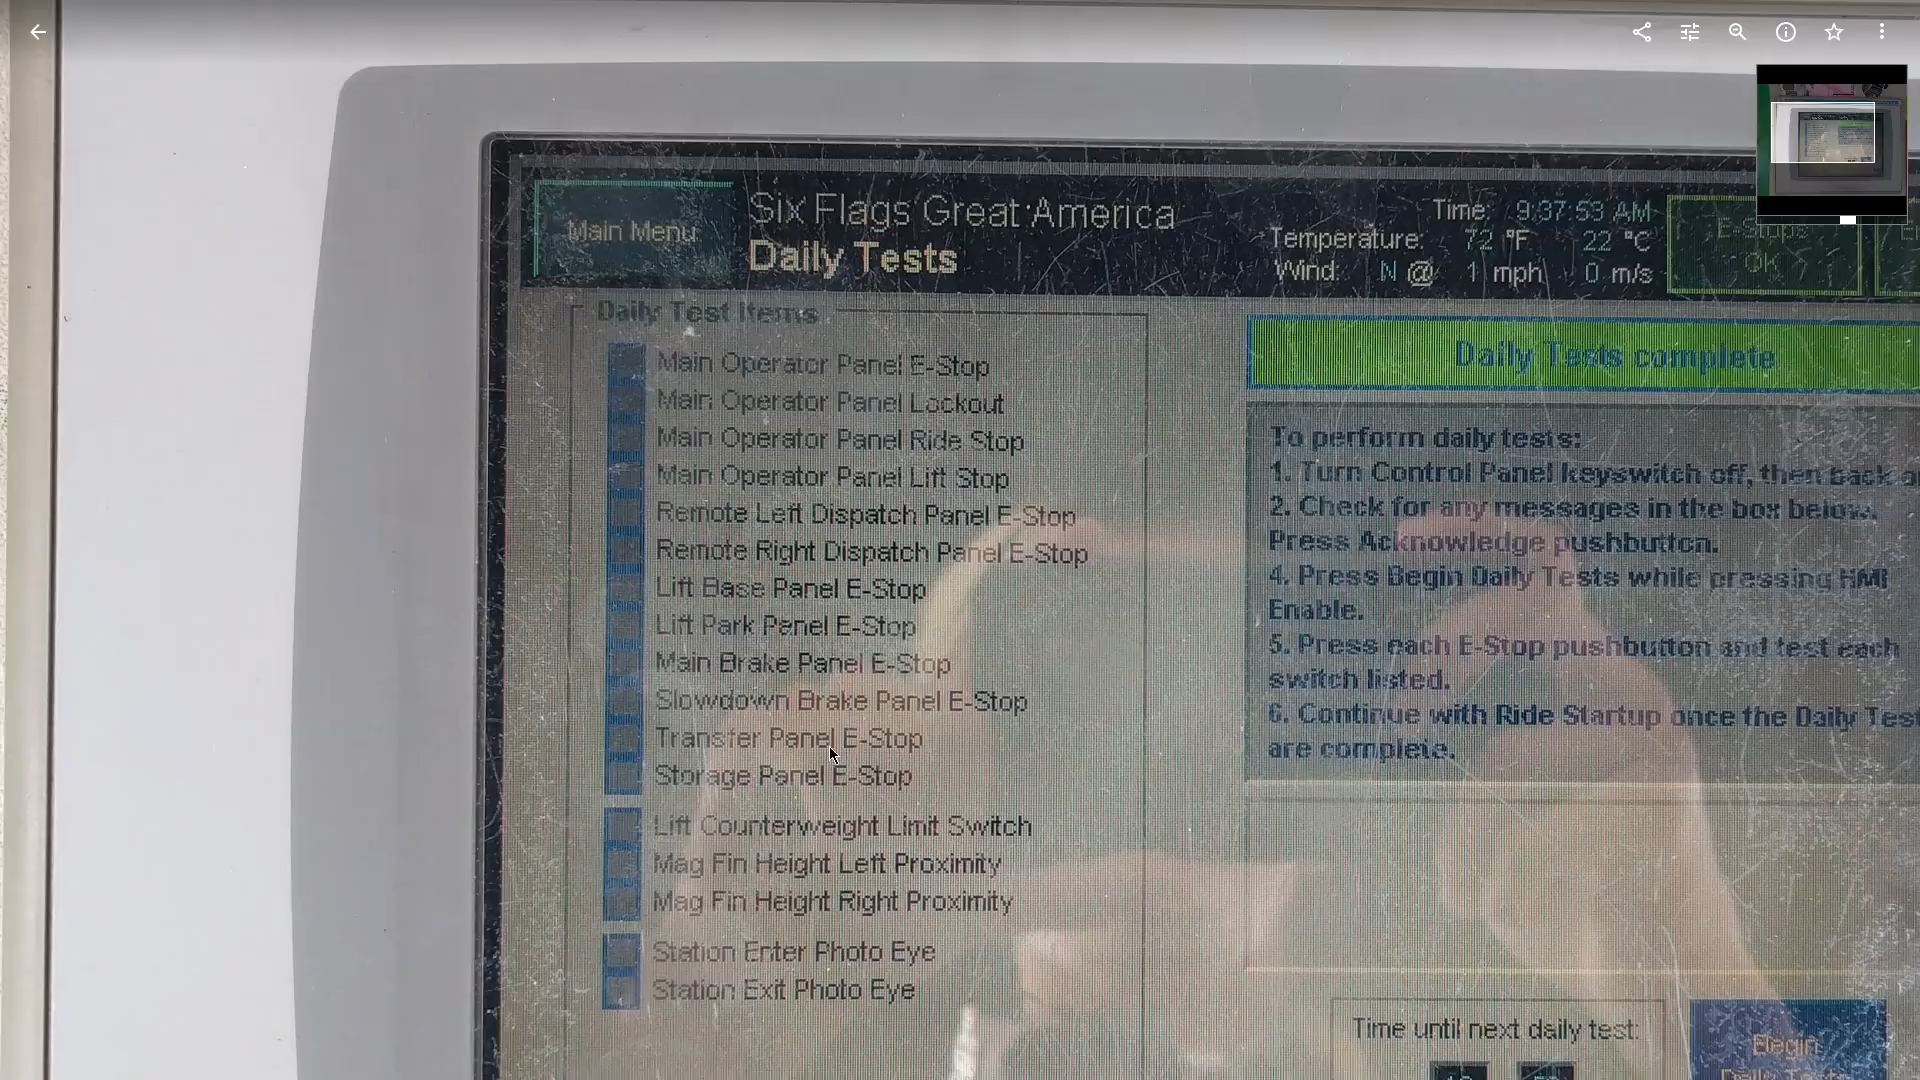 Main Menu
Six Flags Great America
Daily Tests
Time: 9:37:53 AM
Temperature: 72 °F 22 °C
Wind: N @ 1 mph 0 m/s
E-Stops
OK
Daily Test Items
Main Operator Panel E-Stop
Main Operator Panel Lockout
Main Operator Panel Ride Stop
Main Operator Panel Lift Stop
Remote Left Dispatch Panel E-Stop
Remote Right Dispatch Panel E-Stop
Lift Base Panel E-Stop
Lift Park Panel E-Stop
Main Brake Panel E-Stop
Slowdown Brake Panel E-Stop
Transfer Panel E-Stop
Storage Panel E-Stop
Lift Counterweight Limit Switch
Mag Fin Height Left Proximity
Mag Fin Height Right Proximity
Station Enter Photo Eye
Station Exit Photo Eye
Daily Tests complete
To perform daily tests:
1. Turn Control Panel keyswitch off, then back
2. Check for any messages in the box below.
Press Acknowledge pushbutton.
4. Press Begin Daily Tests while pressing HMI
Enable.
5. Press each E-Stop pushbutton and test each
switch listed.
6. Continue with Ride Startup once the Daily
are complete.
Time until next daily test:
Begin
Daily Tests